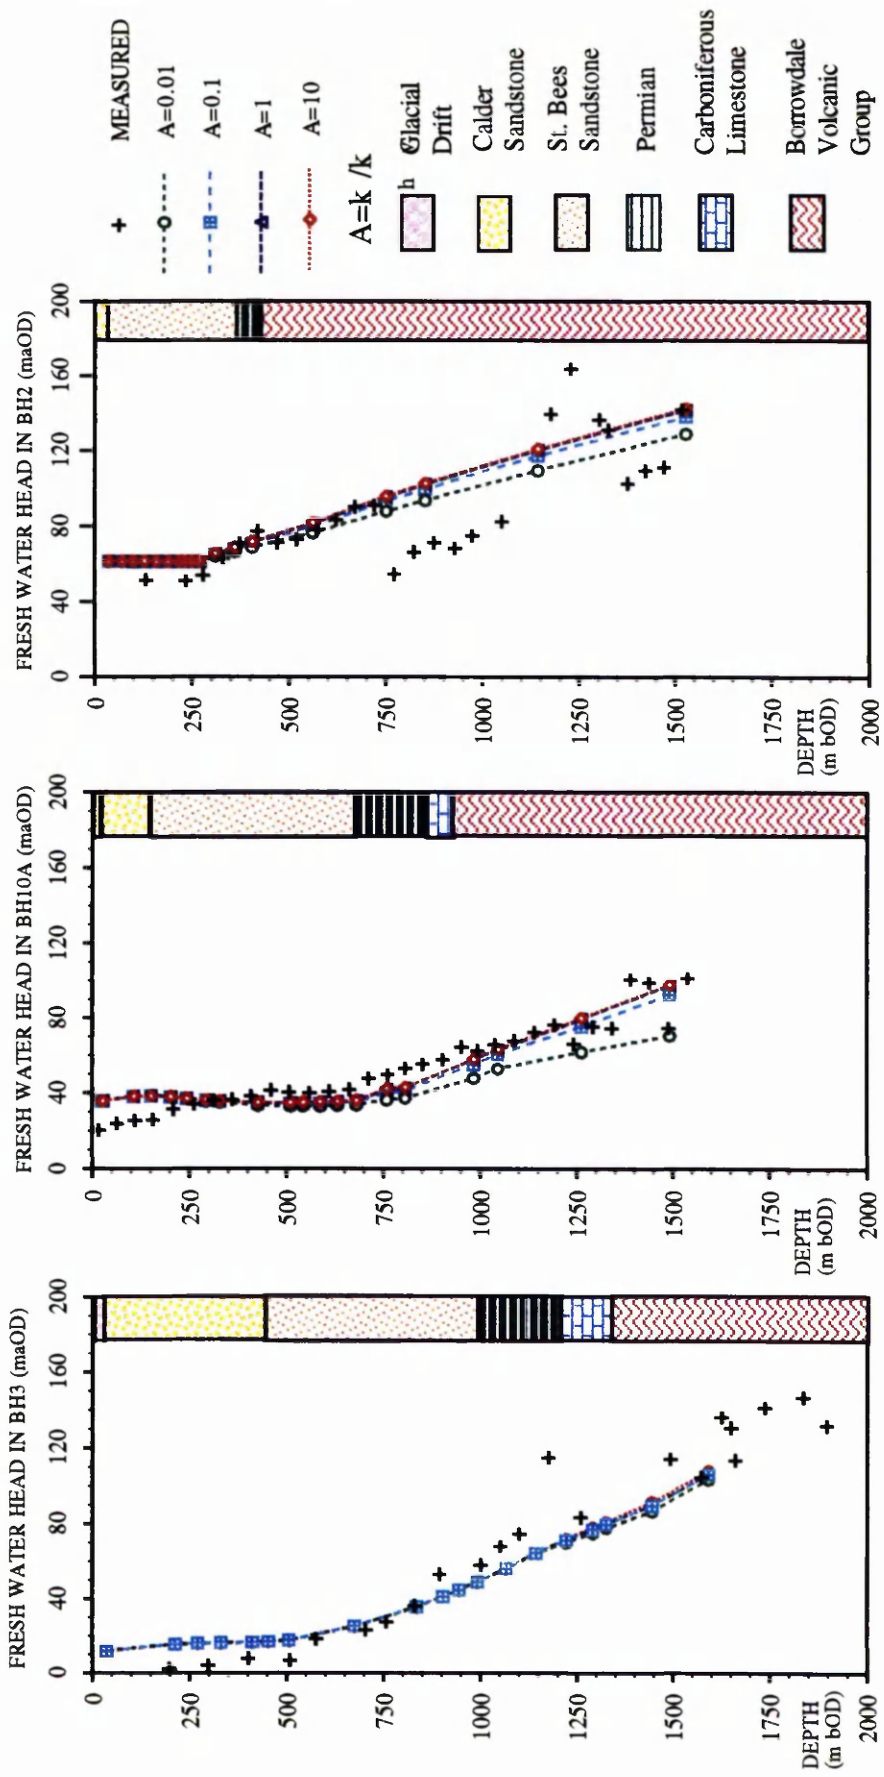 FRESH WATER HEAD IN BH3 (maOD)
0 40 80 120 160 200
0
250
500
750
1000
1250
1500
1750
DEPTH
(m bOD)
2000
FRESH WATER HEAD IN BH10A (maOD)
0 40 80 120 160 200
0
250
500
750
1000
1250
1500
1750
DEPTH
(m bOD)
2000
FRESH WATER HEAD IN BH2 (maOD)
0 40 80 120 160 200
0
250
500
750
1000
1250
1500
1750
DEPTH
(m bOD)
2000
MEASURED
A=0.01
A=0.1
A=1
A=10
A=k /k
h
Glacial
Drift
Calder
Sandstone
St. Bees
Sandstone
Permian
Carboniferous
Limestone
Borrowdale
Volcanic
Group